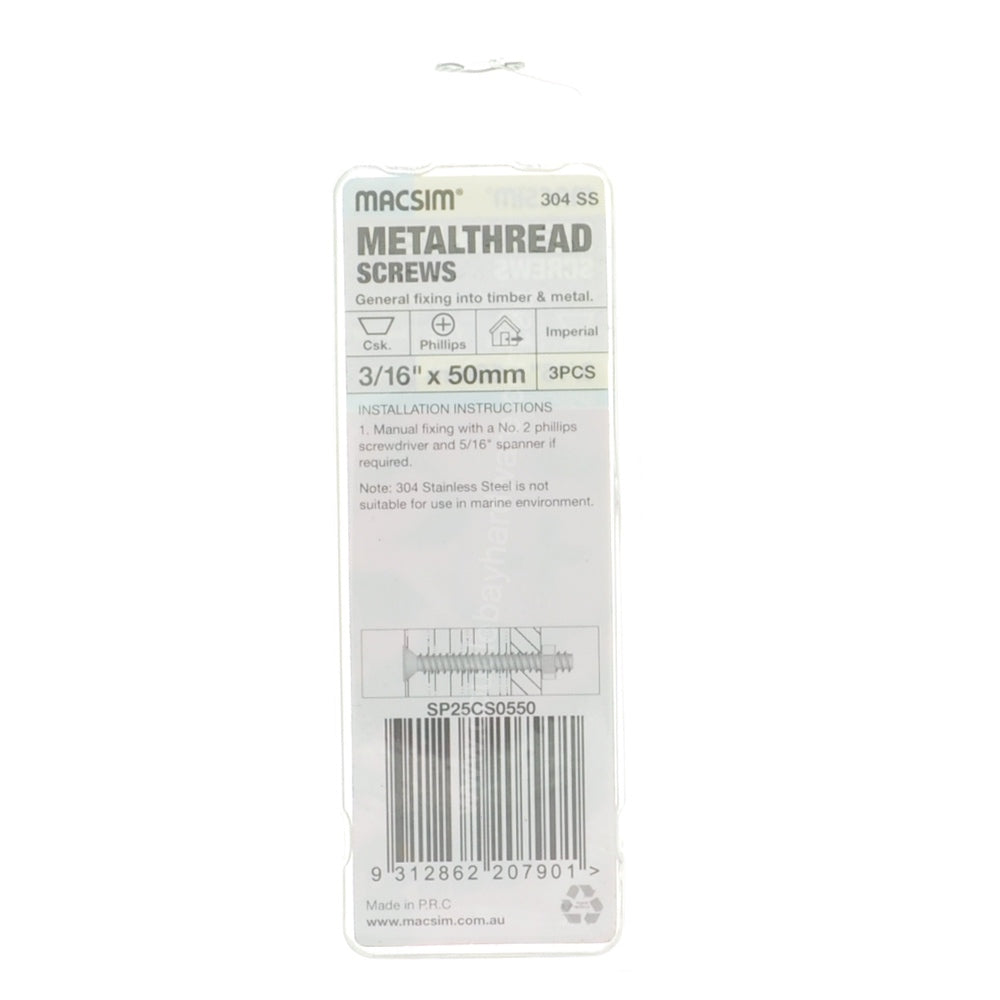 MACSIM® 304 SS
METALTHREAD
SCREWS
General fixing into timber & metal.
Csk. Phillips Imperial
3/16" x 50mm 3PCS
INSTALLATION INSTRUCTIONS
1. Manual fixing with a No. 2 phillips
screwdriver and 5/16" spanner if
required.
Note: 304 Stainless Steel is not
suitable for use in marine environment.
SP25CS0550
9 312862 207901 >
Made in P.R.C
www.macsim.com.au